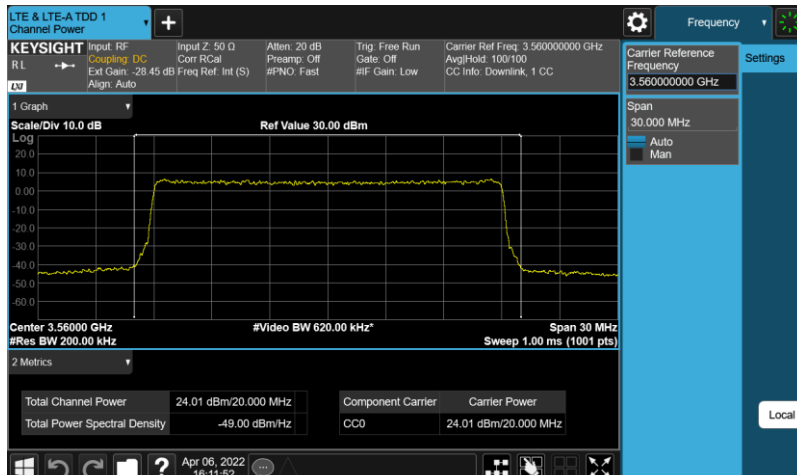 LTE & LTE-A TDD 1
Channel Power
Frequency
KEYSIGHT
R L
LXI
Input: RF
Coupling: DC
Ext Gain: -28.45 dB
Align: Auto
Input Z: 50 Ω
Corr RCal
Freq Ref: Int (S)
Atten: 20 dB
Preamp: Off
#PNO: Fast
Trig: Free Run
Gate: Off
#IF Gain: Low
Carrier Ref Freq: 3.560000000 GHz
Avg|Hold: 100/100
CC Info: Downlink, 1 CC
Carrier Reference
Frequency
3.560000000 GHz
Settings
Span
30.000 MHz
Auto
Man
1 Graph
Scale/Div 10.0 dB
Ref Value 30.00 dBm
Log
20.0
10.0
0.00
-10.0
-20.0
-30.0
-40.0
-50.0
-60.0
Center 3.56000 GHz
#Video BW 620.00 kHz*
Span 30 MHz
#Res BW 200.00 kHz
Sweep 1.00 ms (1001 pts)
2 Metrics
Total Channel Power 24.01 dBm/20.000 MHz
Total Power Spectral Density -49.00 dBm/Hz
Component Carrier Carrier Power
CC0 24.01 dBm/20.000 MHz
Local
?
Apr 06, 2022
16:11:52